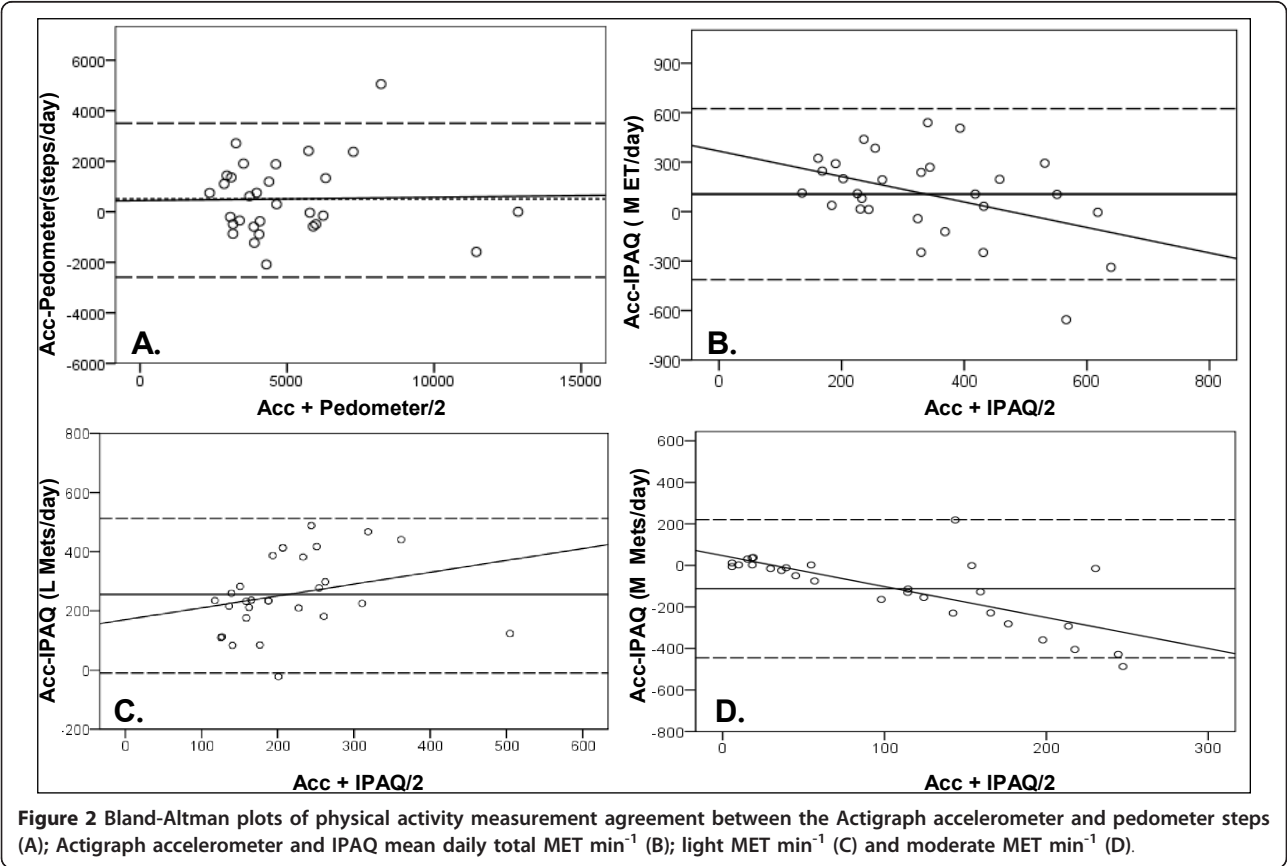 6000
4000
2000
0
-2000
-4000
-6000
Acc-Pedometer(steps/day)
A.
0 5000 10000 15000
Acc + Pedometer/2
900
600
300
0
-300
-600
-900
Acc-IPAQ ( M ET/day)
B.
0 200 400 600 800
Acc + IPAQ/2
800
600
400
200
0
-200
Acc-IPAQ (L Mets/day)
C.
0 100 200 300 400 500 600
Acc + IPAQ/2
600
400
200
0
-200
-400
-600
-800
Acc-IPAQ (M Mets/day)
D.
0 100 200 300
Acc + IPAQ/2
Figure 2 Bland-Altman plots of physical activity measurement agreement between the Actigraph accelerometer and pedometer steps
(A); Actigraph accelerometer and IPAQ mean daily total MET min⁻¹ (B); light MET min⁻¹ (C) and moderate MET min⁻¹ (D).